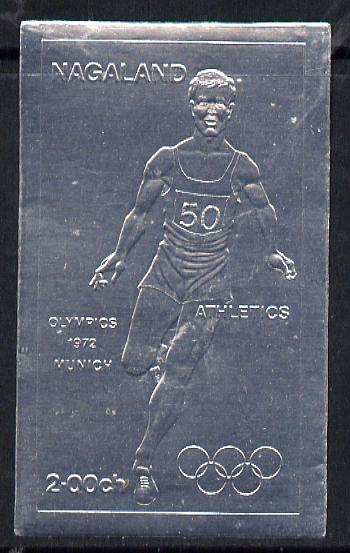 NAGALAND
50
ATHLETICS
OLYMPICS
1972
MUNICH
2-00ch